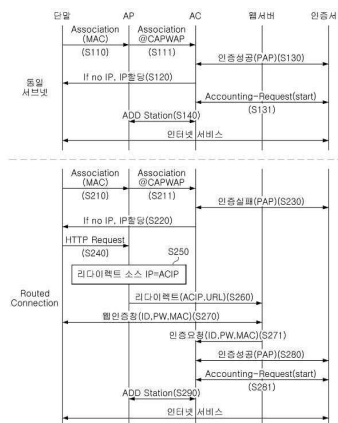 단말 AP AC 웹서버 인증서
Association Association
(MAC) @CAPWAP
(S110) (S111)
인증성공(PAP)(S130)
If no IP, IP할당(S120)
동일
서브넷
Accounting-Request(start)
(S131)
ADD Station(S140)
인터넷 서비스
Association Association
(MAC) @CAPWAP
(S210) (S211)
인증실패(PAP)(S230)
If no IP, IP할당(S220)
HTTP Request
(S240)
S250
리다이렉트 소스 IP=ACIP
Routed
Connection
리다이렉트(ACIP,URL)(S260)
웹인증창(ID,PW,MAC)(S270)
인증요청(ID,PW,MAC)(S271)
인증성공(PAP)(S280)
Accounting-Request(start)
(S281)
ADD Station(S290)
인터넷 서비스